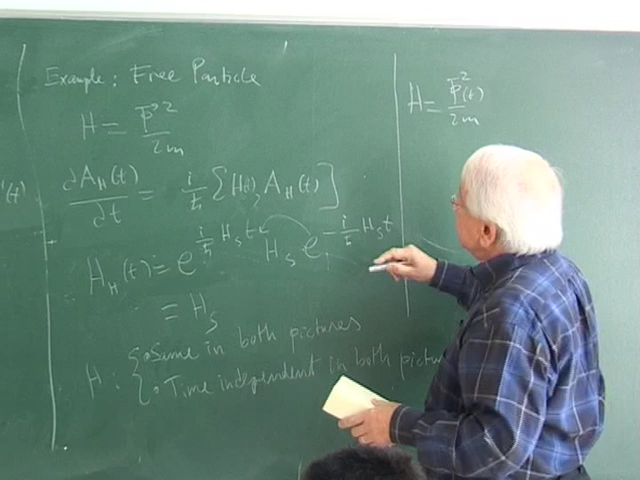 Example: Free Particle
H = P²/2m
∂A_H(t)/∂t = i/ħ [H(t), A_H(t)]
H_H(t) = e^{i/ħ H_S t} H_S e^{-i/ħ H_S t}
= H_S
H: { • Same in both pictures
• Time independent in both pictu
H = P²(t)/2m
(t)